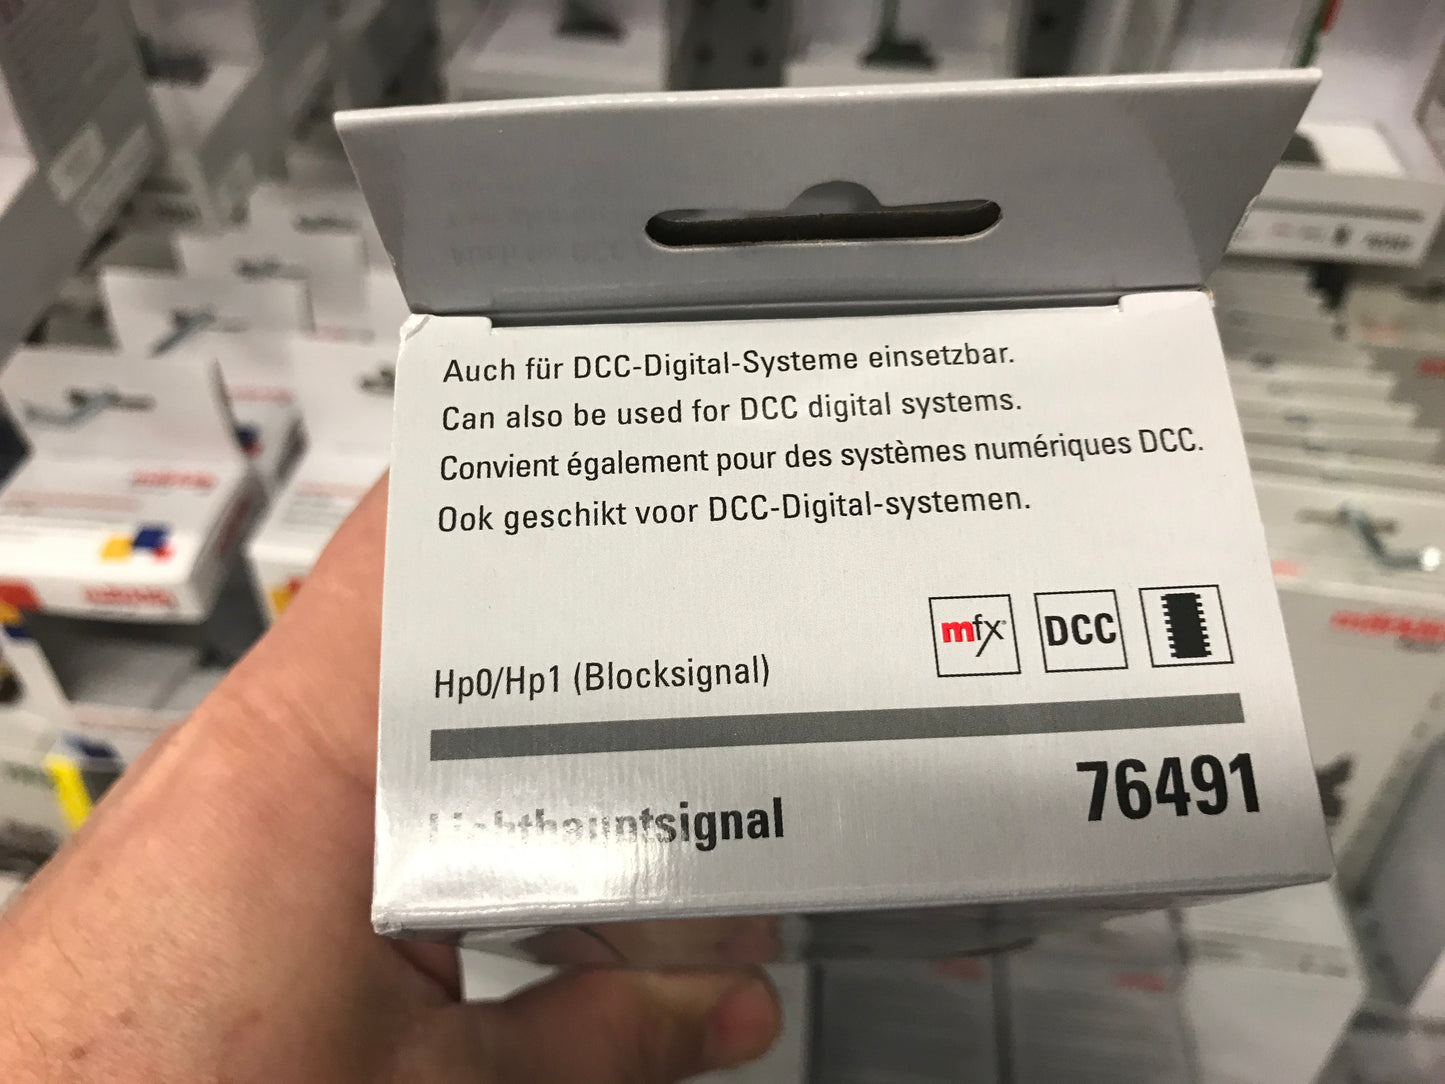 Auch für DCC-Digital-Systeme einsetzbar.
Can also be used for DCC digital systems.
Convient également pour des systèmes numériques DCC.
Ook geschikt voor DCC-Digital-systemen.
mfx DCC
Hp0/Hp1 (Blocksignal)
76491
Lichthauptsignal